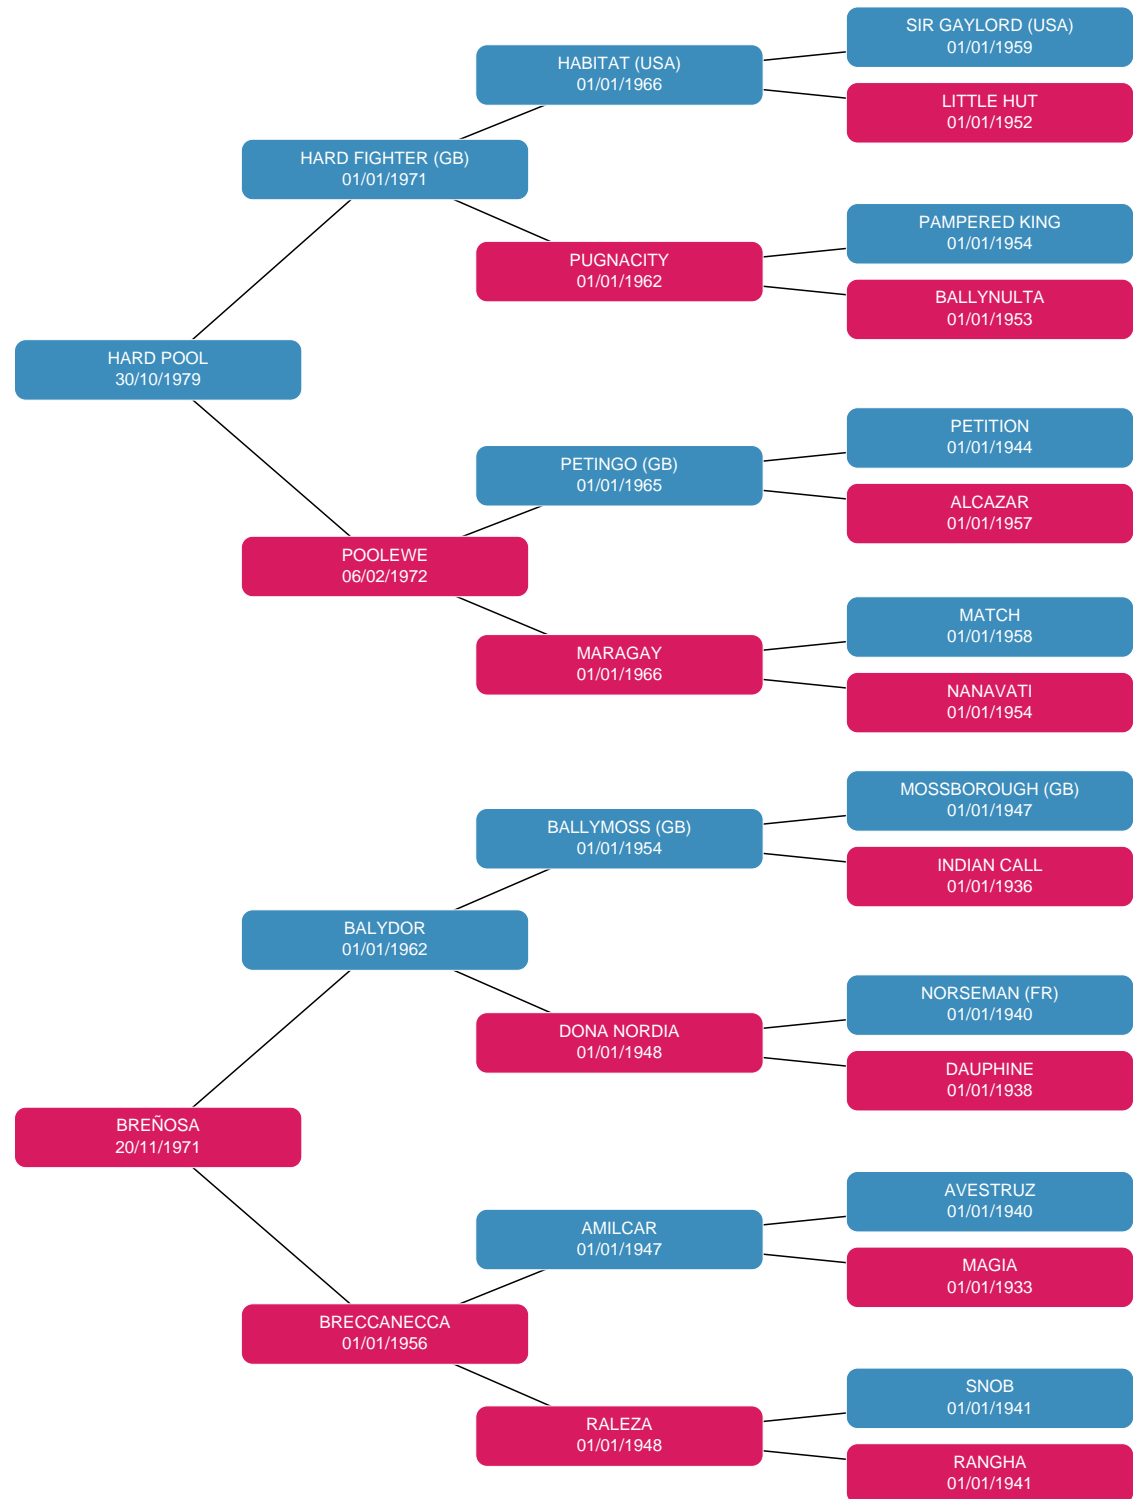 SIR GAYLORD (USA)
01/01/1959
HABITAT (USA)
01/01/1966
LITTLE HUT
01/01/1952
HARD FIGHTER (GB)
01/01/1971
PAMPERED KING
01/01/1954
PUGNACITY
01/01/1962
BALLYNULTA
01/01/1953
HARD POOL
30/10/1979
PETITION
01/01/1944
PETINGO (GB)
01/01/1965
ALCAZAR
01/01/1957
POOLEWE
06/02/1972
MATCH
01/01/1958
MARAGAY
01/01/1966
NANAVATI
01/01/1954
MOSSBOROUGH (GB)
01/01/1947
BALLYMOSS (GB)
01/01/1954
INDIAN CALL
01/01/1936
BALYDOR
01/01/1962
NORSEMAN (FR)
01/01/1940
DONA NORDIA
01/01/1948
DAUPHINE
01/01/1938
BREÑOSA
20/11/1971
AVESTRUZ
01/01/1940
AMILCAR
01/01/1947
MAGIA
01/01/1933
BRECCANECCA
01/01/1956
SNOB
01/01/1941
RALEZA
01/01/1948
RANGHA
01/01/1941